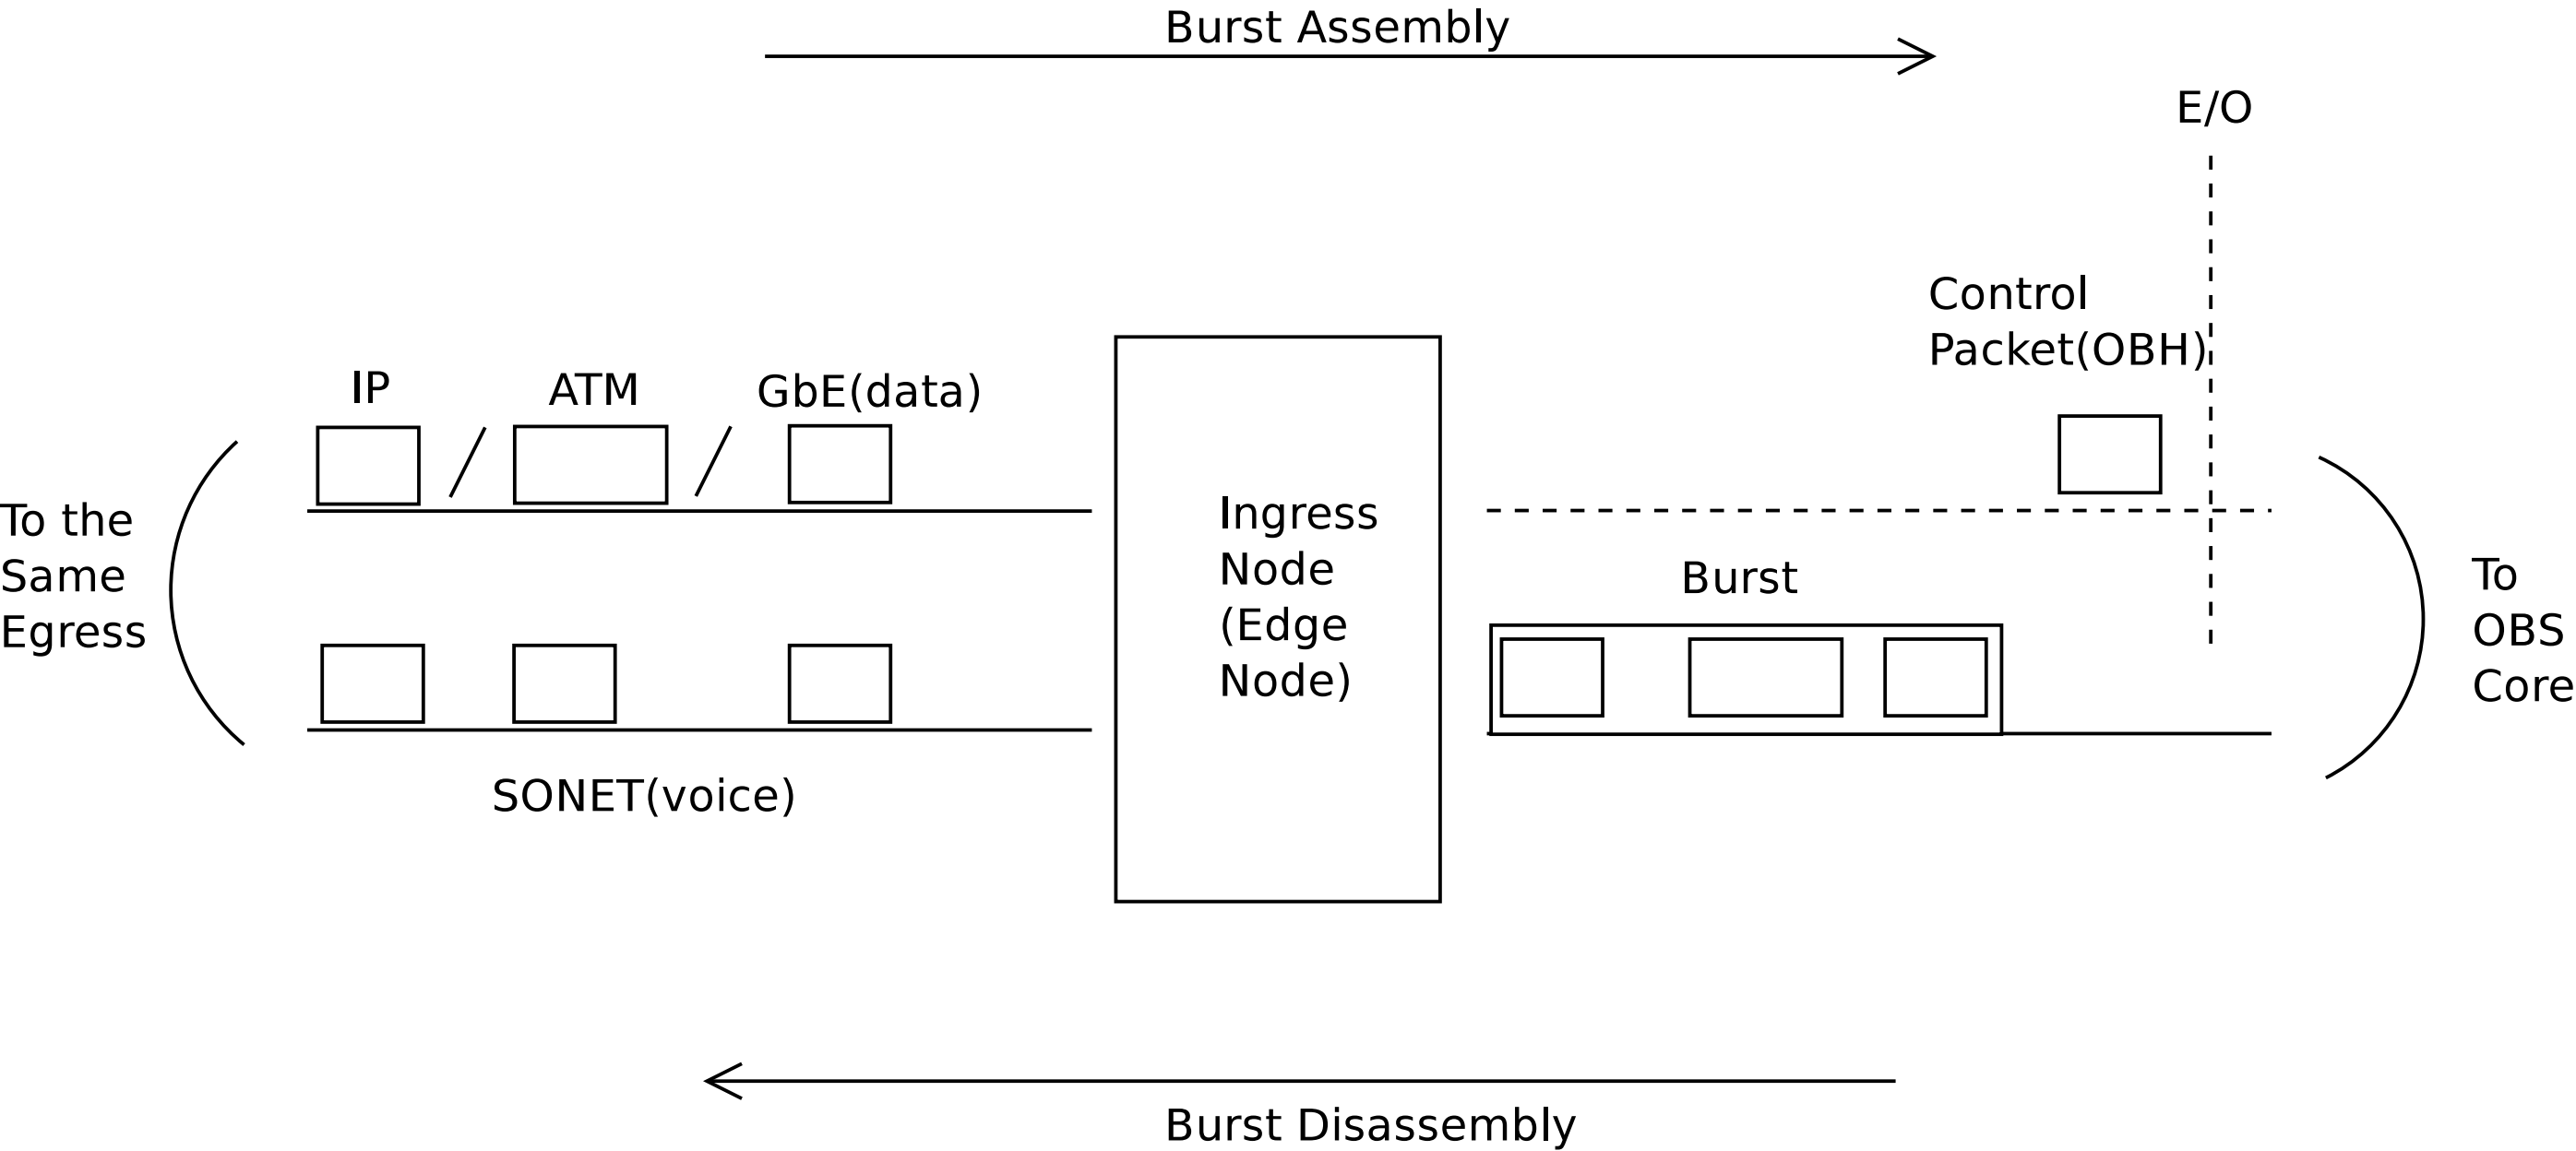 Burst Assembly
E/O
Control
Packet(OBH)
IP
ATM
GbE(data)
To the
Same
Egress
Ingress
Node
(Edge
Node)
Burst
To
OBS
Core
SONET(voice)
Burst Disassembly